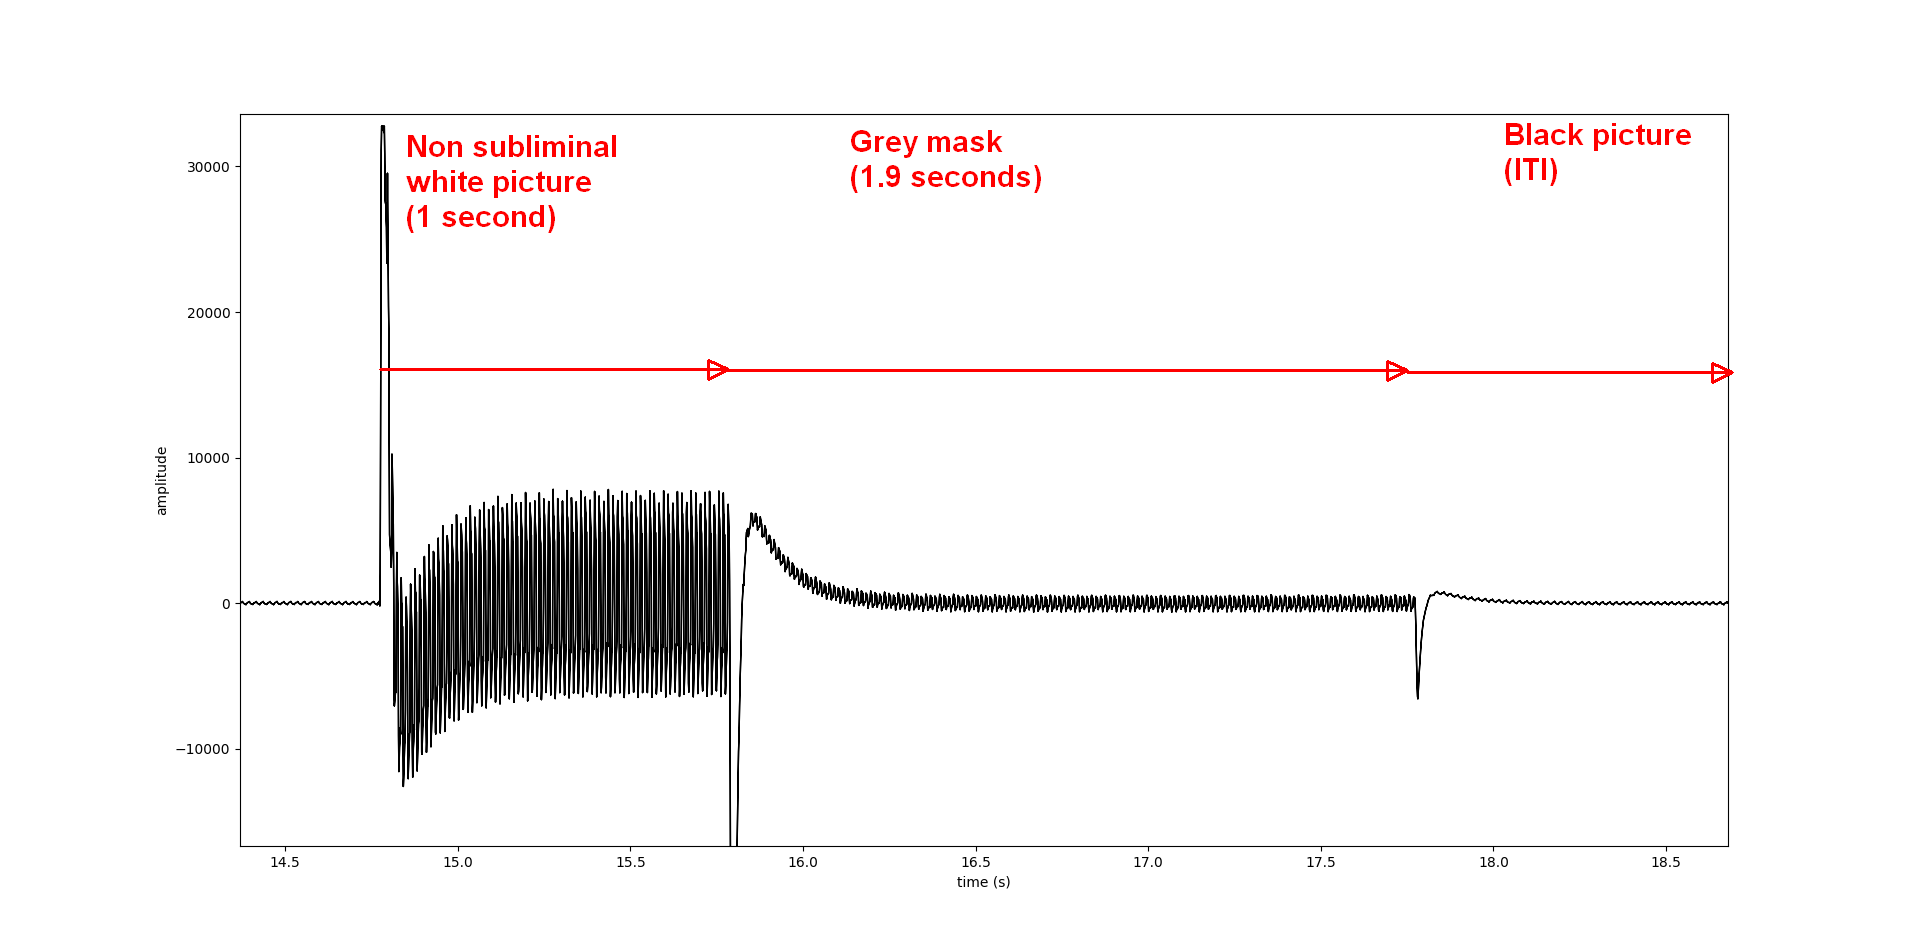 Non subliminal
white picture
(1 second)
Grey mask
(1.9 seconds)
Black picture
(ITI)
30000
20000
10000
0
−10000
amplitude
14.5 15.0 15.5 16.0 16.5 17.0 17.5 18.0 18.5
time (s)